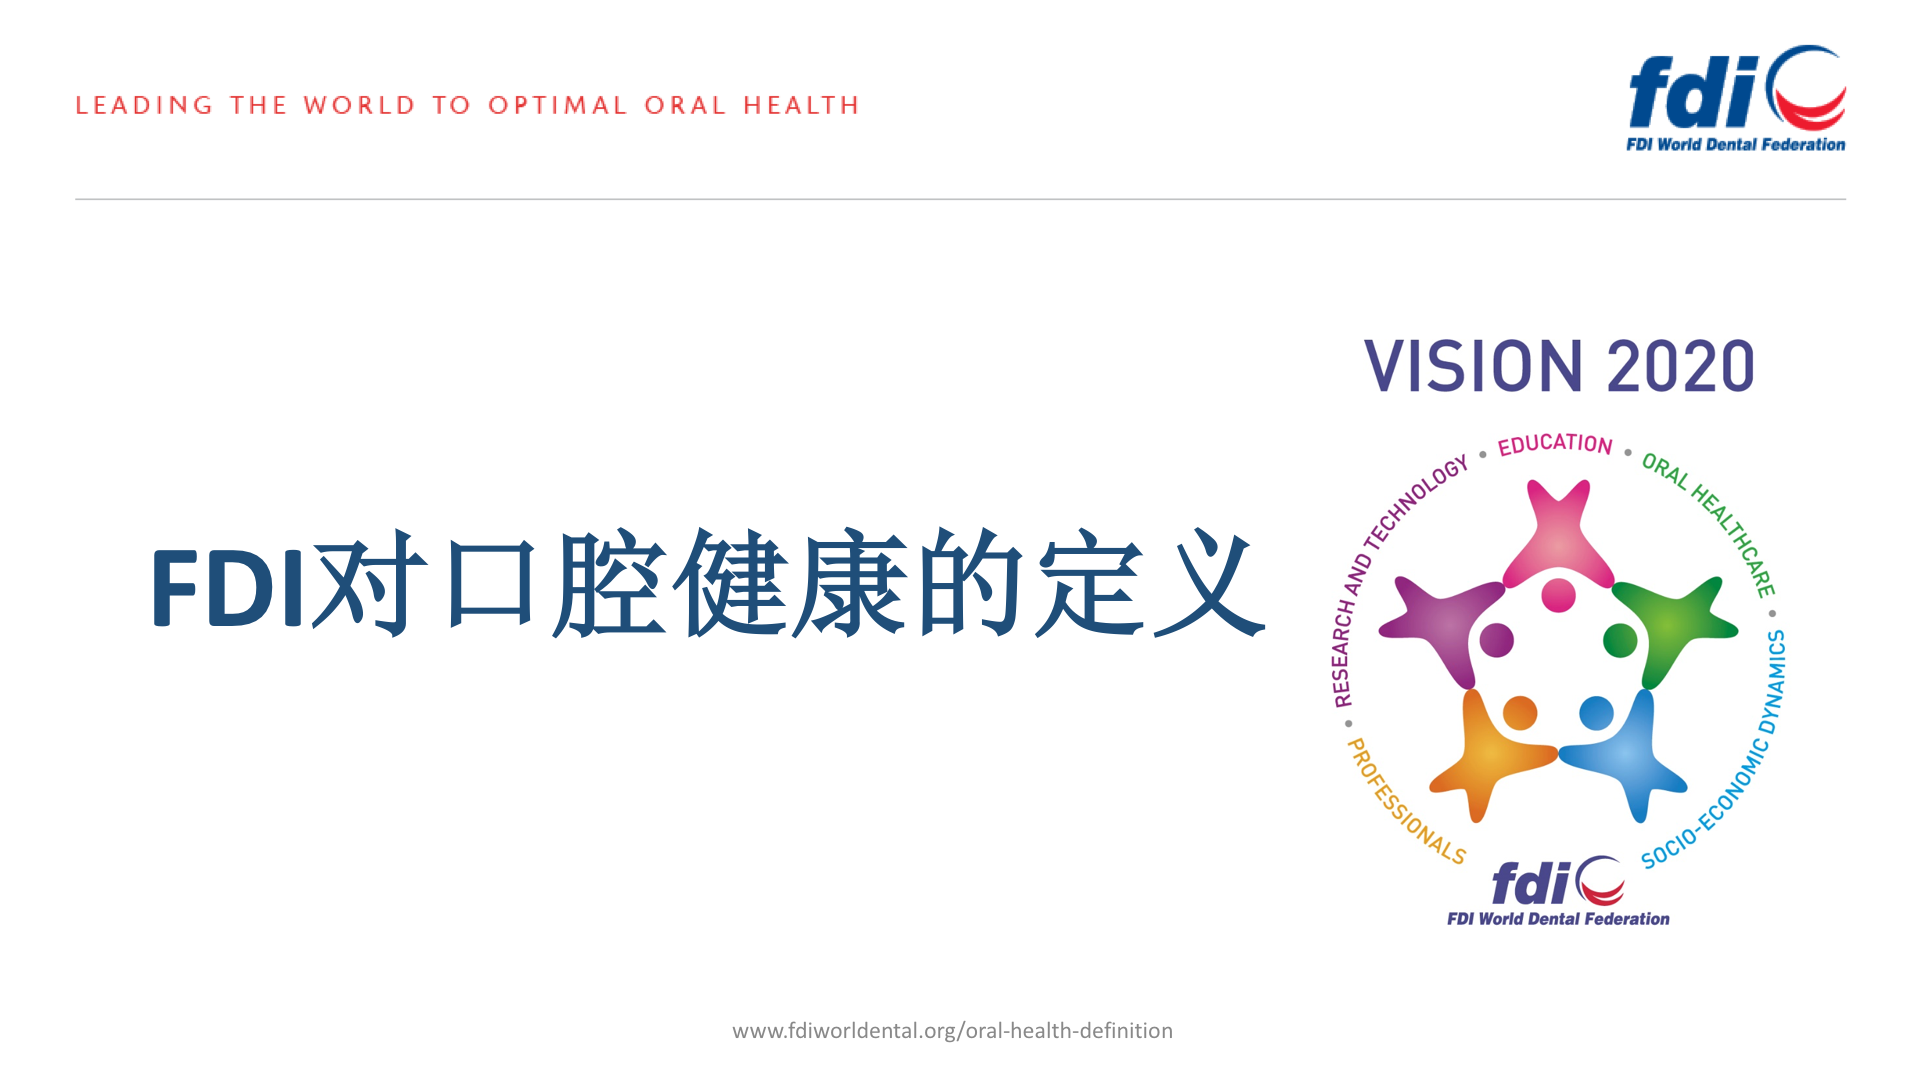 LEADING THE WORLD TO OPTIMAL ORAL HEALTH
fdi
FDI World Dental Federation
VISION 2020
FDI对口腔健康的定义
PROFESSIONALS • RESEARCH AND TECHNOLOGY • EDUCATION • ORAL HEALTHCARE • SOCIO-ECONOMIC DYNAMICS
fdi
FDI World Dental Federation
www.fdiworldental.org/oral-health-definition